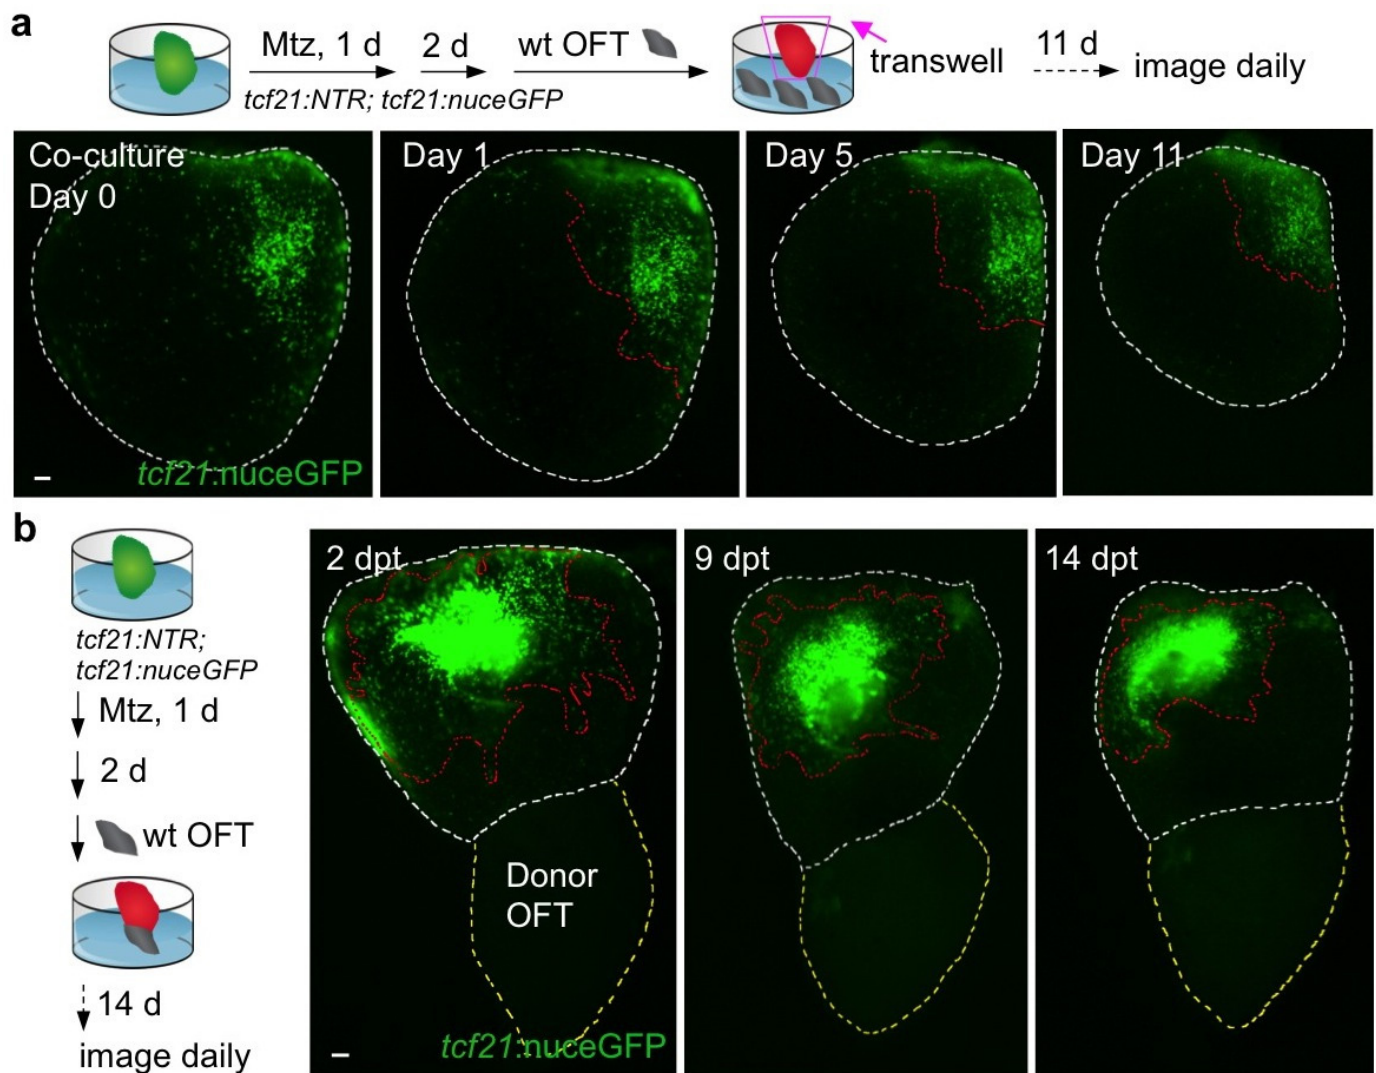 a
Mtz, 1 d
2 d
wt OFT
tcf21:NTR; tcf21:nuceGFP
transwell
11 d
image daily
Co-culture
Day 0
Day 1
Day 5
Day 11
tcf21:nuceGFP
b
tcf21:NTR;
tcf21:nuceGFP
Mtz, 1 d
2 d
wt OFT
14 d
image daily
2 dpt
9 dpt
14 dpt
Donor
OFT
tcf21:nuceGFP